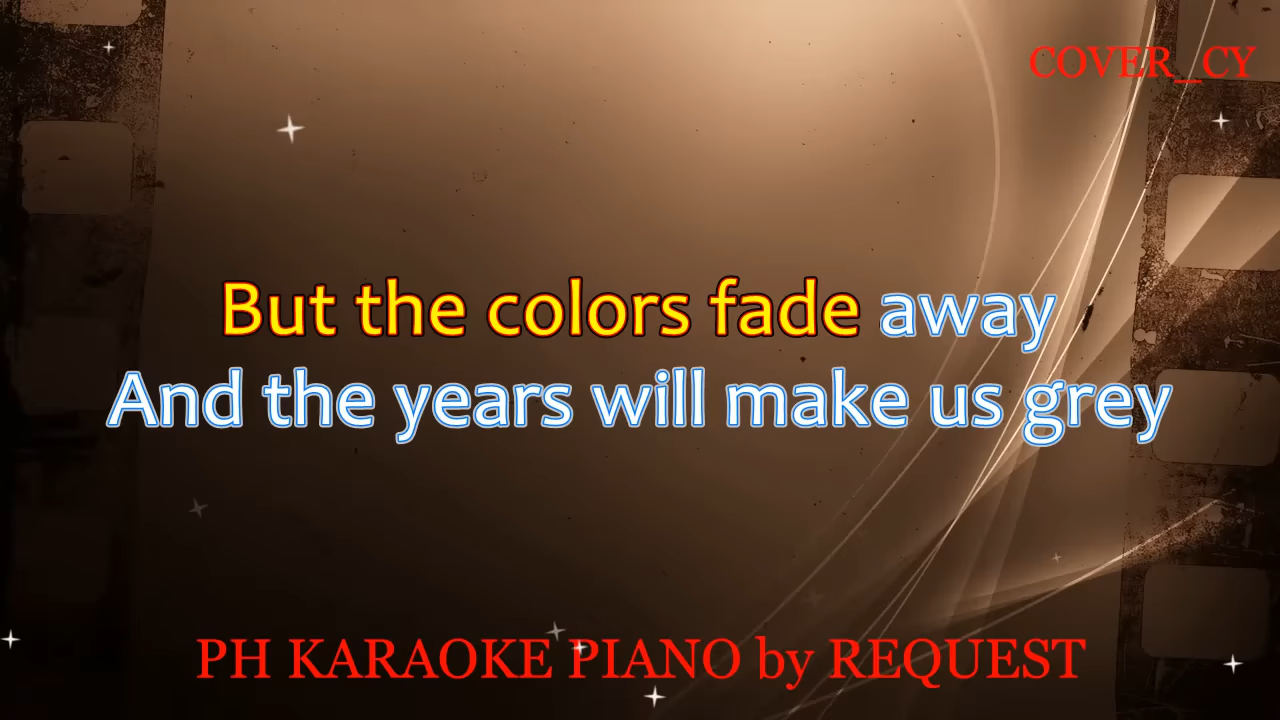 COVER_CY
But the colors fade away
And the years will make us grey
PH KARAOKE PIANO by REQUEST